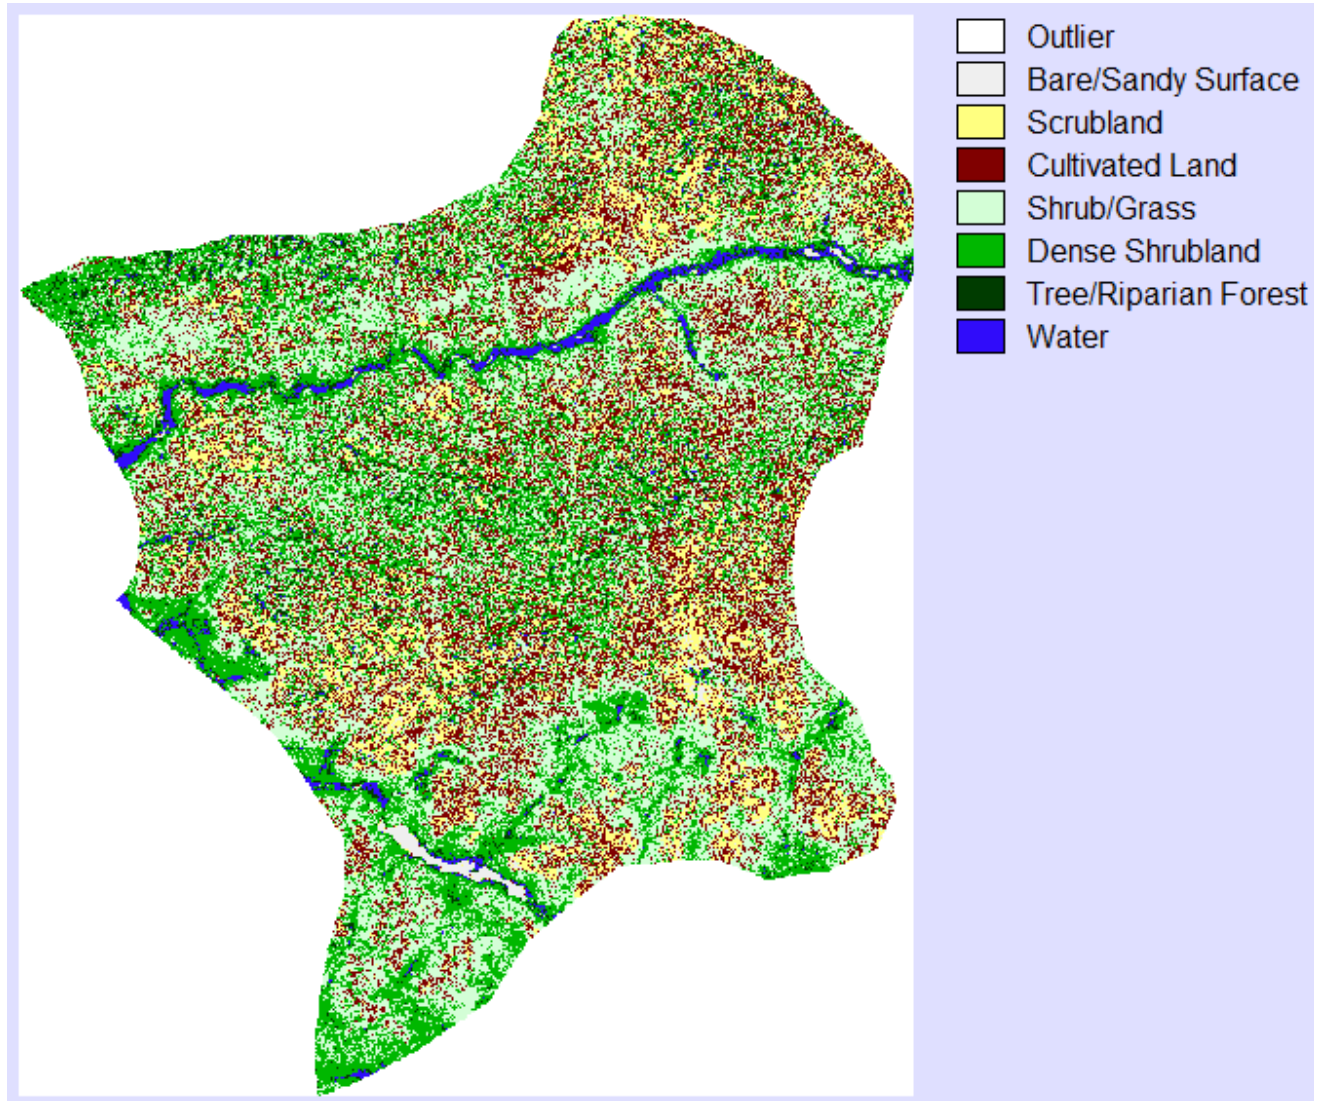 Outlier
Bare/Sandy Surface
Scrubland
Cultivated Land
Shrub/Grass
Dense Shrubland
Tree/Riparian Forest
Water